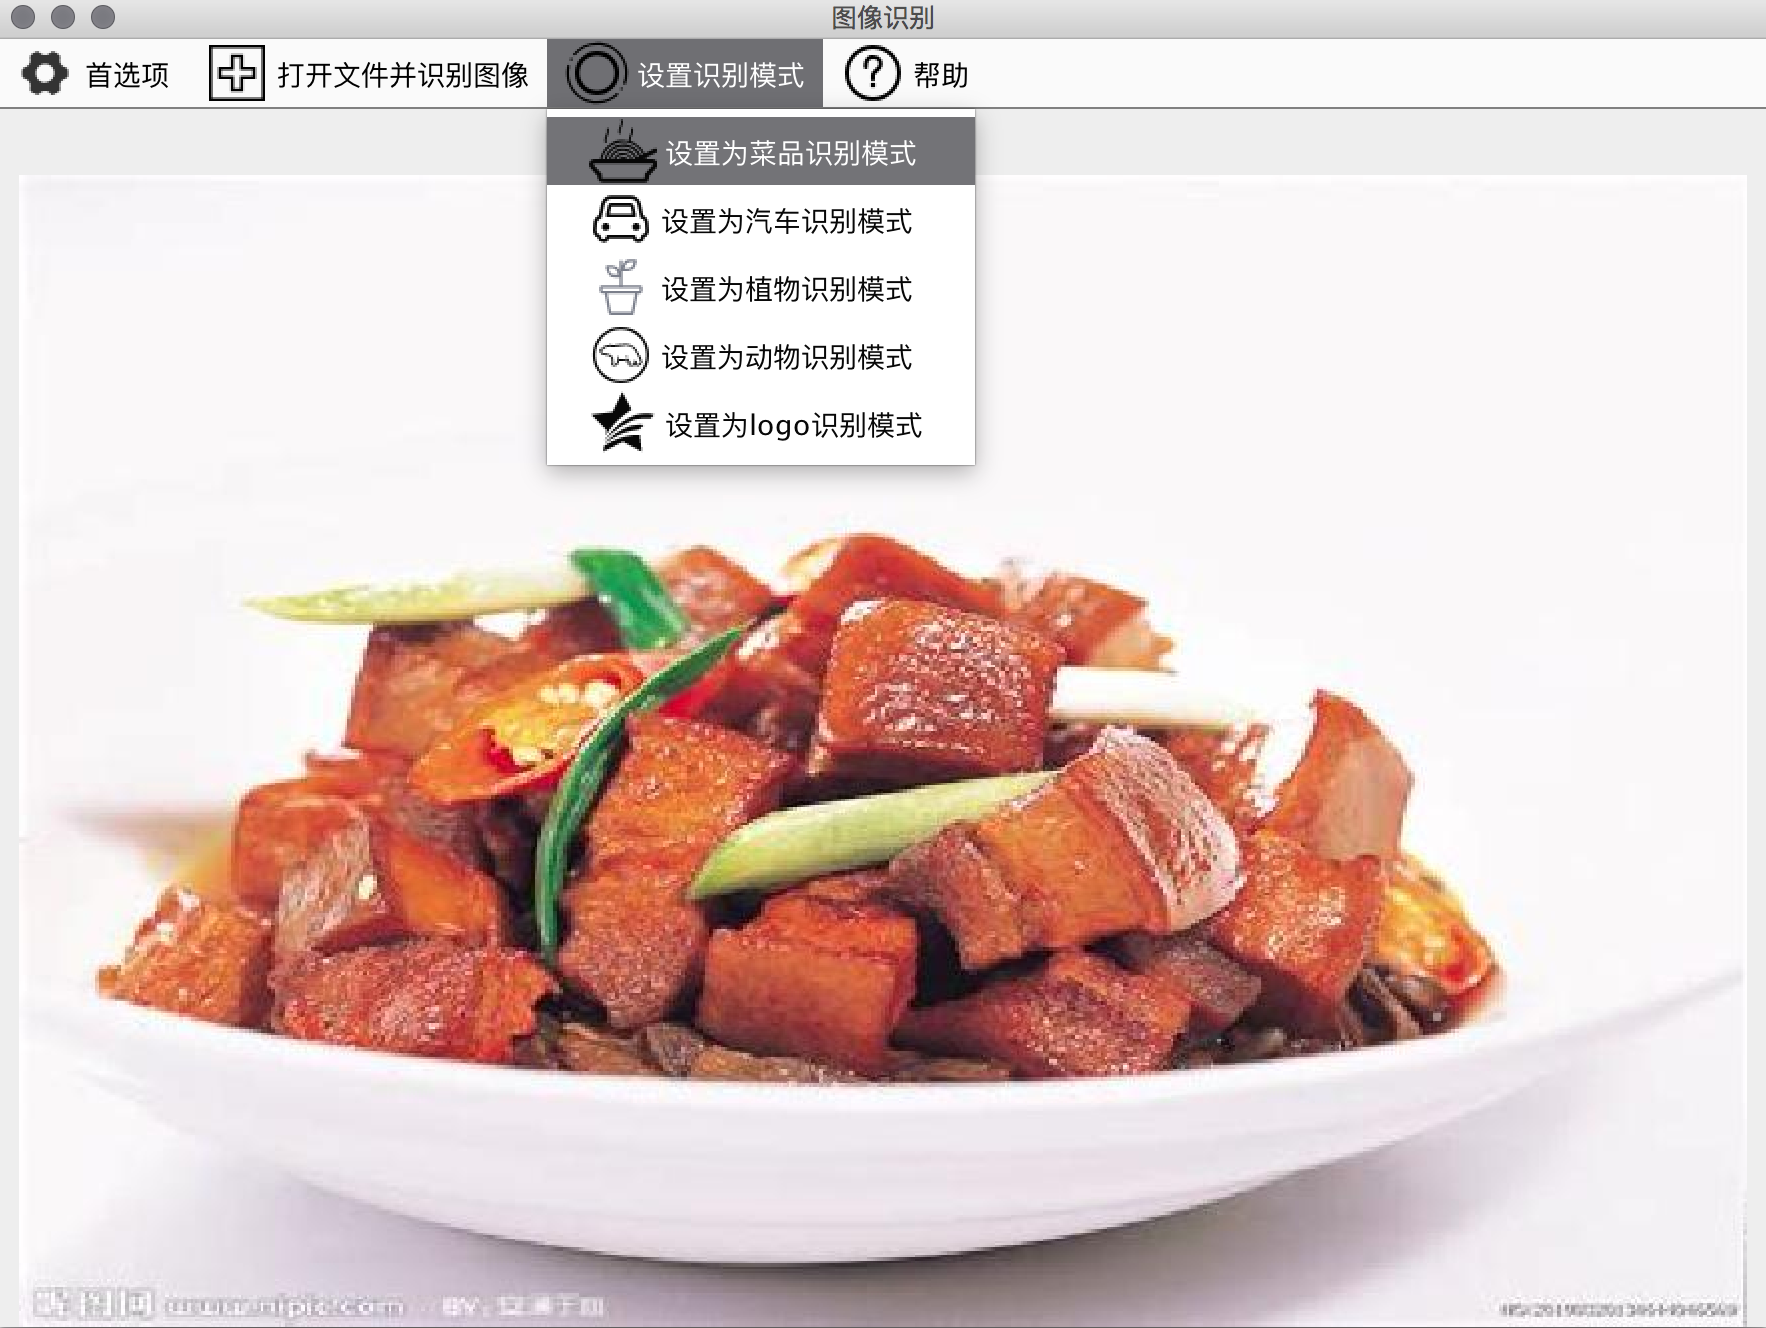 图像识别
首选项 打开文件并识别图像 设置识别模式 帮助
设置为菜品识别模式
设置为汽车识别模式
设置为植物识别模式
设置为动物识别模式
设置为logo识别模式
www.nipic.com